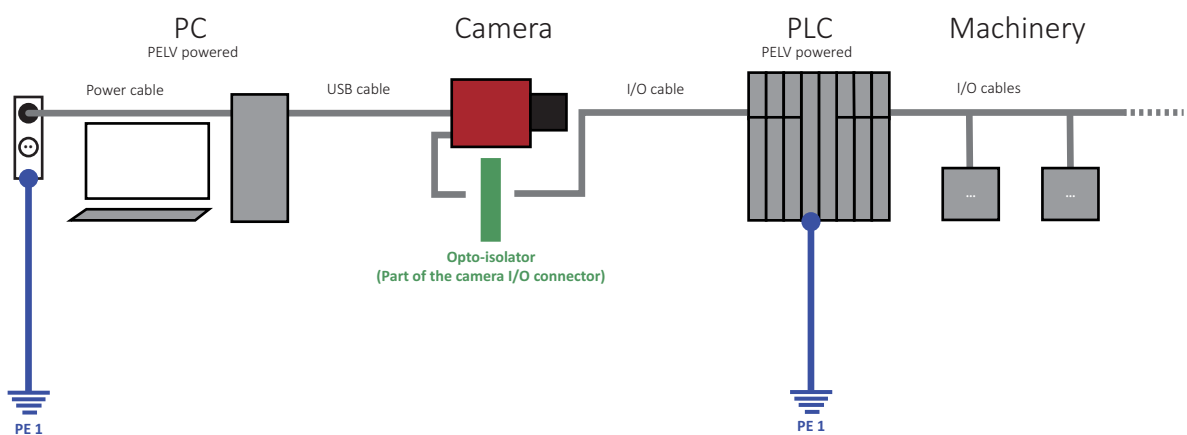 PC
PELV powered
Camera
PLC
PELV powered
Machinery
Power cable
USB cable
I/O cable
I/O cables
...
...
Opto-isolator
(Part of the camera I/O connector)
PE 1
PE 1